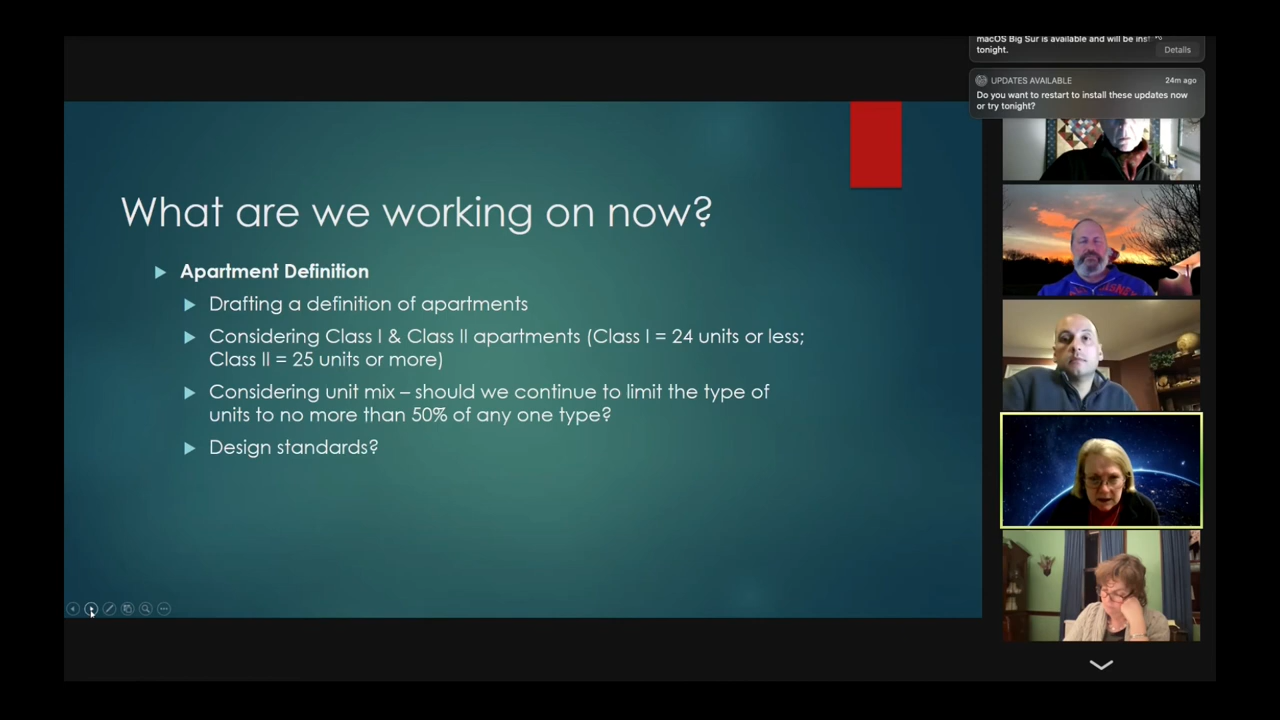 macOS Big Sur is available and will be
tonight.
Details
UPDATES AVAILABLE
24m ago
Do you want to restart to install these updates now
or try tonight?
What are we working on now?
Apartment Definition
Drafting a definition of apartments
Considering Class I & Class II apartments (Class I = 24 units or less;
Class II = 25 units or more)
Considering unit mix – should we continue to limit the type of
units to no more than 50% of any one type?
Design standards?